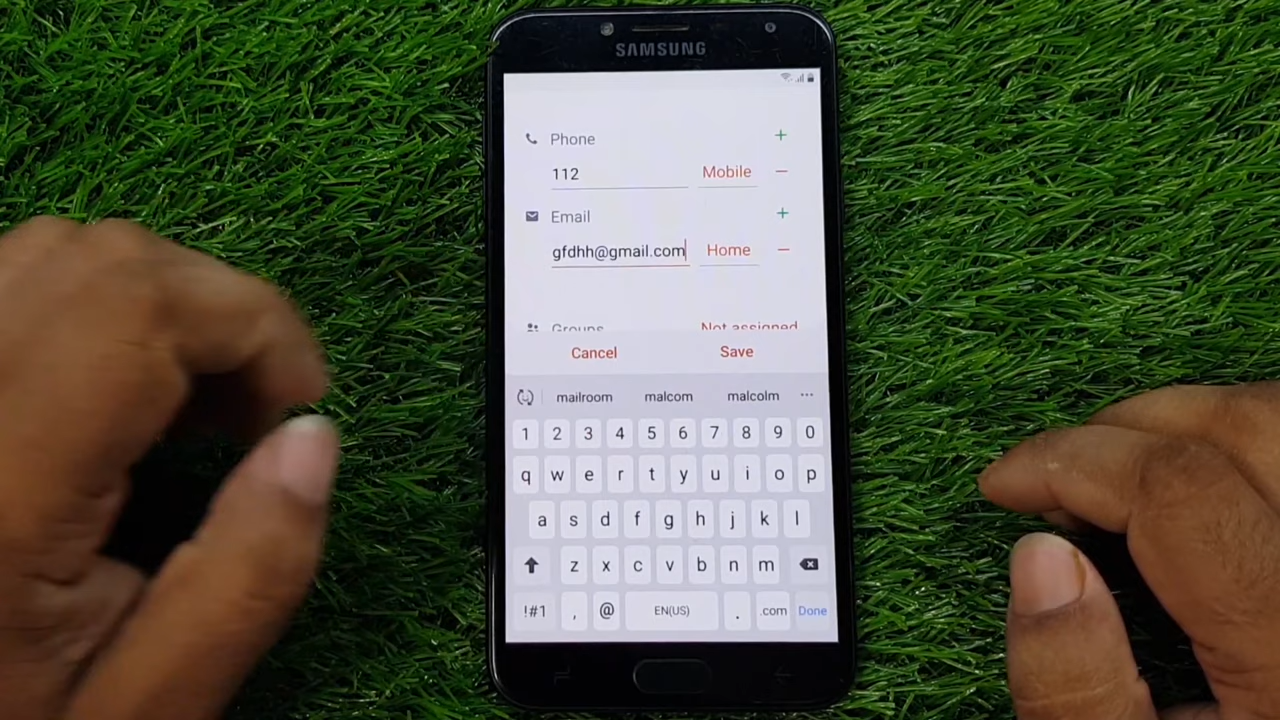 SAMSUNG
Phone
112 Mobile
Email
gfdhh@gmail.com Home
Groups Not assigned
Cancel Save
mailroom malcom malcolm
1 2 3 4 5 6 7 8 9 0
q w e r t y u i o p
a s d f g h j k l
z x c v b n m
!#1 , @ EN(US) . .com Done